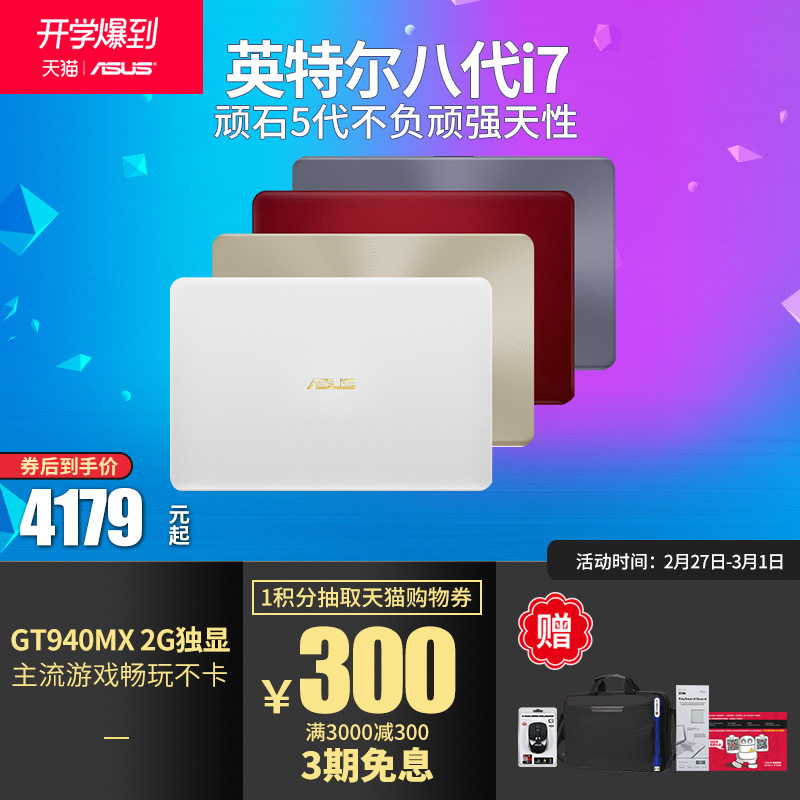 开学爆到
天猫 | ASUS
英特尔八代i7
顽石5代不负顽强天性
ASUS
券后到手价
4179 元起
活动时间：2月27日-3月1日
GT940MX 2G独显
主流游戏畅玩不卡
1积分抽取天猫购物券
¥300
满3000减300
3期免息
赠
Keyboard Guard